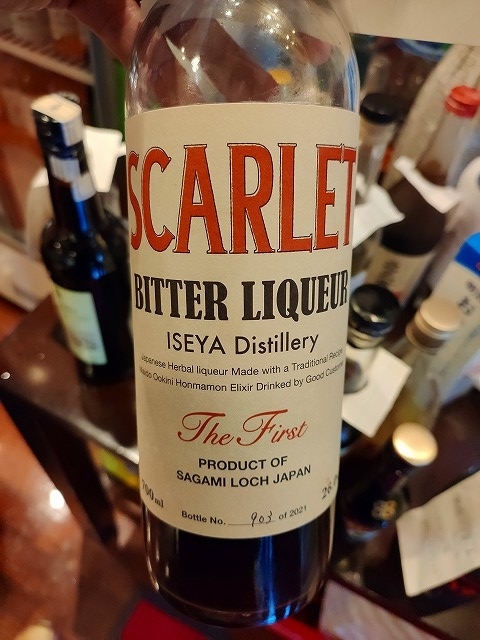 SCARLET
BITTER LIQUEUR
ISEYA Distillery
Japanese Herbal liqueur Made with a Traditional Recipe
Ookini Honmamon Elixir Drinked by Good
The First
PRODUCT OF
SAGAMI LOCH JAPAN
700ml
Bottle No. 903 of 2021